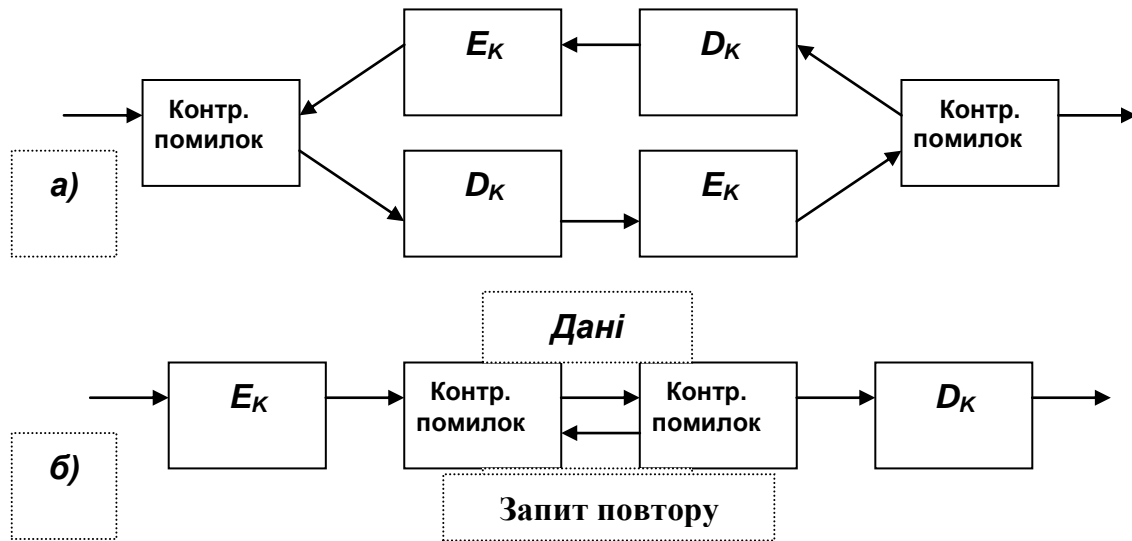 E_K
D_K
Контр.
помилок
Контр.
помилок
а)
D_K
E_K
Дані
E_K
Контр.
помилок
Контр.
помилок
D_K
б)
Запит повтору